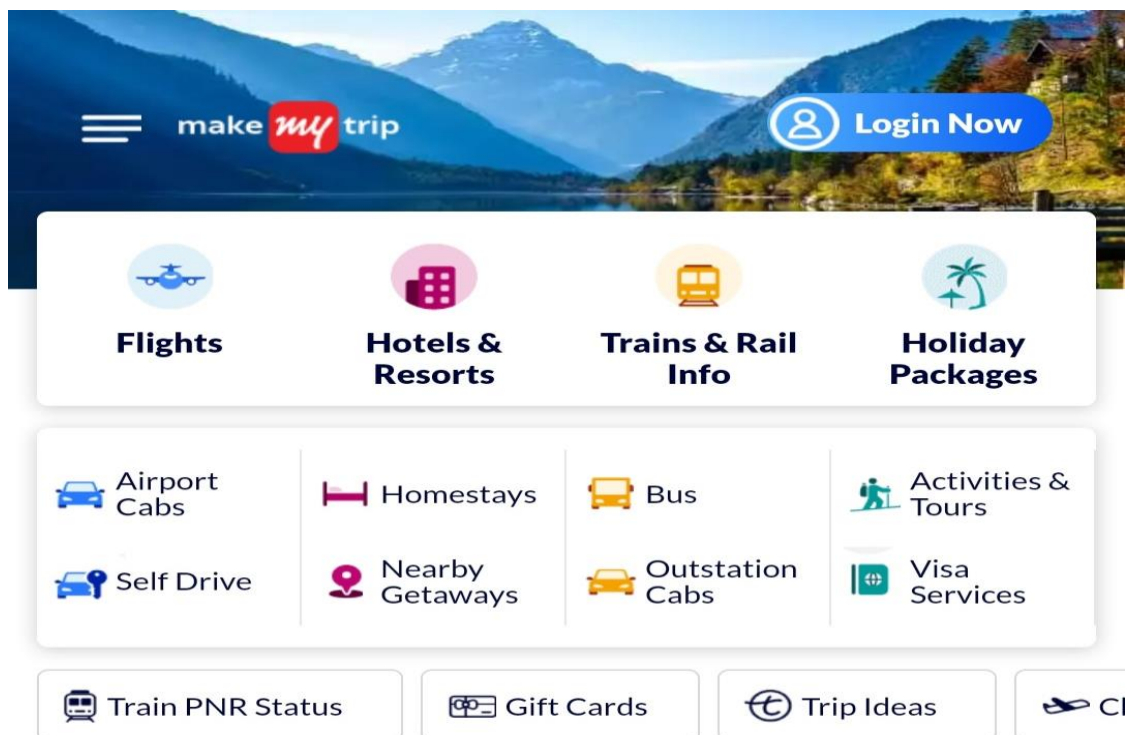 make my trip
Login Now
Flights
Hotels &
Resorts
Trains & Rail
Info
Holiday
Packages
Airport
Cabs
Homestays
Bus
Activities &
Tours
Self Drive
Nearby
Getaways
Outstation
Cabs
Visa
Services
Train PNR Status
Gift Cards
Trip Ideas